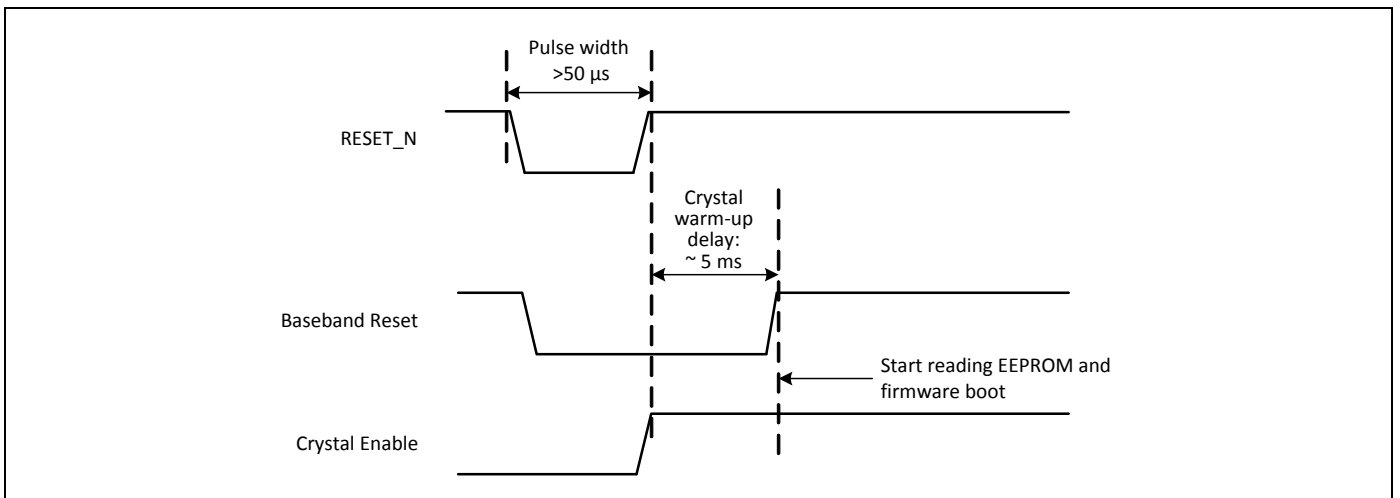 Pulse width
>50 µs
RESET_N
Crystal
warm-up
delay:
~ 5 ms
Baseband Reset
Start reading EEPROM and
firmware boot
Crystal Enable